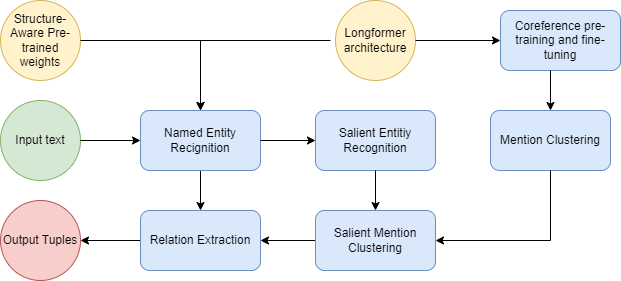 Structure-
Aware Pre-
trained
weights
Longformer
architecture
Coreference pre-
training and fine-
tuning
Input text
Named Entity
Recignition
Salient Entitiy
Recognition
Mention Clustering
Output Tuples
Relation Extraction
Salient Mention
Clustering